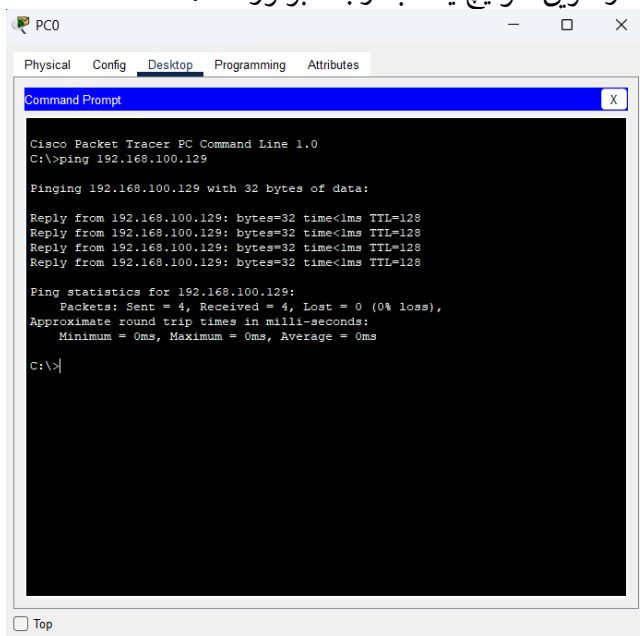 PC0
Physical Config Desktop Programming Attributes
Command Prompt
X
Cisco Packet Tracer PC Command Line 1.0
C:\>ping 192.168.100.129
Pinging 192.168.100.129 with 32 bytes of data:
Reply from 192.168.100.129: bytes=32 time<1ms TTL=128
Reply from 192.168.100.129: bytes=32 time<1ms TTL=128
Reply from 192.168.100.129: bytes=32 time<1ms TTL=128
Reply from 192.168.100.129: bytes=32 time<1ms TTL=128
Ping statistics for 192.168.100.129:
Packets: Sent = 4, Received = 4, Lost = 0 (0% loss),
Approximate round trip times in milli-seconds:
Minimum = 0ms, Maximum = 0ms, Average = 0ms
C:\>
Top